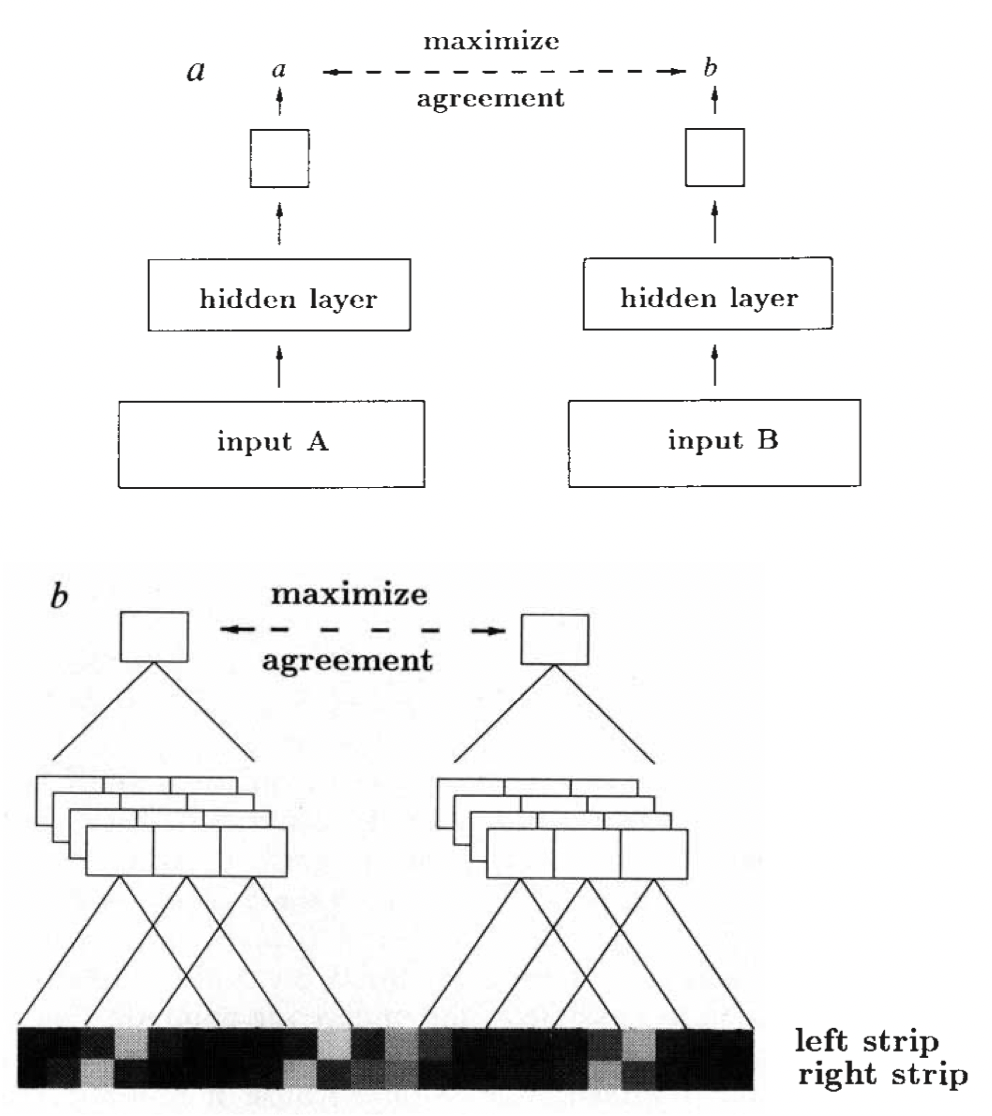 maximize
a a b
agreement
hidden layer hidden layer
input A input B
b maximize
agreement
left strip
right strip